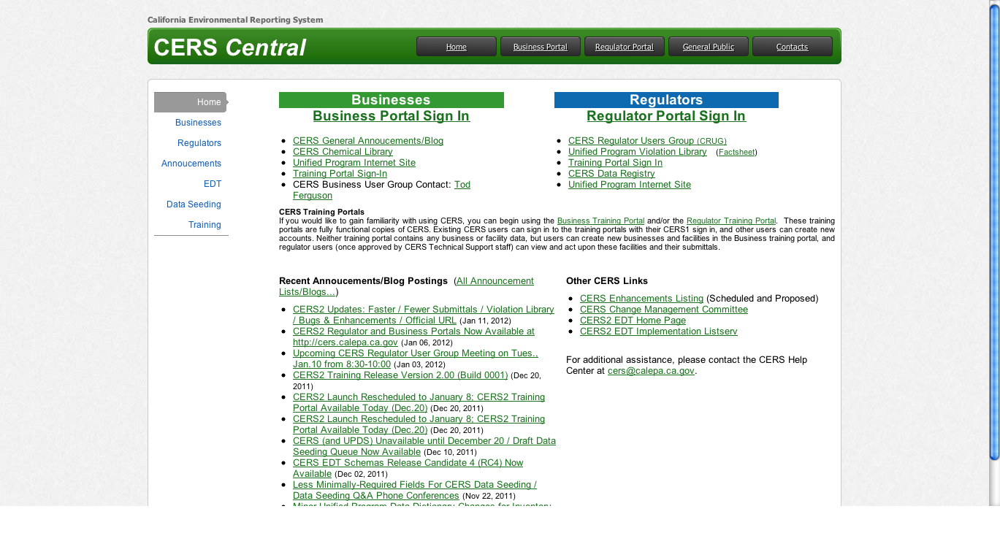 California Environmental Reporting System
CERS Central
Home
Business Portal
Regulator Portal
General Public
Contacts
Home
Businesses
Regulators
Annoucements
EDT
Data Seeding
Training
Businesses
Business Portal Sign In
CERS General Annoucements/Blog
CERS Chemical Library
Unified Program Internet Site
Training Portal Sign-In
CERS Business User Group Contact: Tod
Ferguson
Regulators
Regulator Portal Sign In
CERS Regulator Users Group (CRUG)
Unified Program Violation Library (Factsheet)
Training Portal Sign In
CERS Data Registry
Unified Program Internet Site
CERS Training Portals
If you would like to gain familiarity with using CERS, you can begin using the Business Training Portal and/or the Regulator Training Portal. These training
portals are fully functional copies of CERS. Existing CERS users can sign in to the training portals with their CERS1 sign in, and other users can create new
accounts. Neither training portal contains any business or facility data, but users can create new businesses and facilities in the Business training portal, and
regulator users (once approved by CERS Technical Support staff) can view and act upon these facilities and their submittals.
Recent Annoucements/Blog Postings (All Announcement
Lists/Blogs...)
CERS2 Updates: Faster / Fewer Submittals / Violation Library
/ Bugs & Enhancements / Official URL (Jan 11, 2012)
CERS2 Regulator and Business Portals Now Available at
http://cers.calepa.ca.gov (Jan 06, 2012)
Upcoming CERS Regulator User Group Meeting on Tues.,
Jan.10 from 8:30-10:00 (Jan 03, 2012)
CERS2 Training Release Version 2.00 (Build 0001) (Dec 20,
2011)
CERS2 Launch Rescheduled to January 8; CERS2 Training
Portal Available Today (Dec.20) (Dec 20, 2011)
CERS2 Launch Rescheduled to January 8; CERS2 Training
Portal Available Today (Dec.20) (Dec 20, 2011)
CERS (and UPDS) Unavailable until December 20 / Draft Data
Seeding Queue Now Available (Dec 10, 2011)
CERS EDT Schemas Release Candidate 4 (RC4) Now
Available (Dec 02, 2011)
Less Minimally-Required Fields For CERS Data Seeding /
Data Seeding Q&A Phone Conferences (Nov 22, 2011)
Minor Unified Program Data Dictionary Changes for Inventory
Other CERS Links
CERS Enhancements Listing (Scheduled and Proposed)
CERS Change Management Committee
CERS2 EDT Home Page
CERS2 EDT Implementation Listserv
For additional assistance, please contact the CERS Help
Center at cers@calepa.ca.gov.